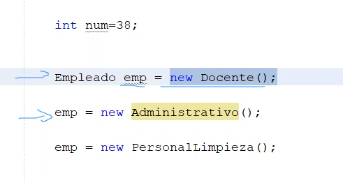 int num=38;
Empleado emp = new Docente();
emp = new Administrativo();
emp = new PersonalLimpieza();